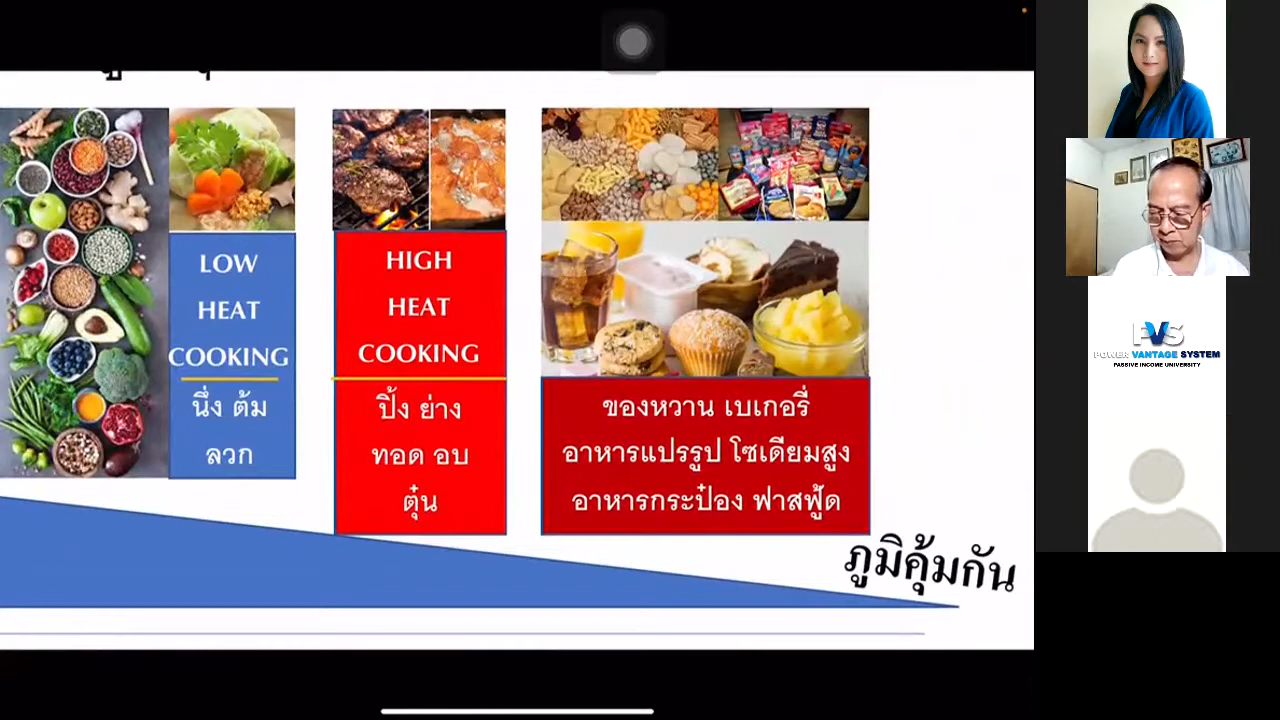 LOW
HEAT
COOKING
นึ่ง ต้ม
ลวก
HIGH
HEAT
COOKING
ปิ้ง ย่าง
ทอด อบ
ตุ๋น
ของหวาน เบเกอรี่
อาหารแปรรูป โซเดียมสูง
อาหารกระป๋อง ฟาสฟู้ด
ภูมิคุ้มกัน
PVS
POWER VANTAGE SYSTEM
PASSIVE INCOME UNIVERSITY